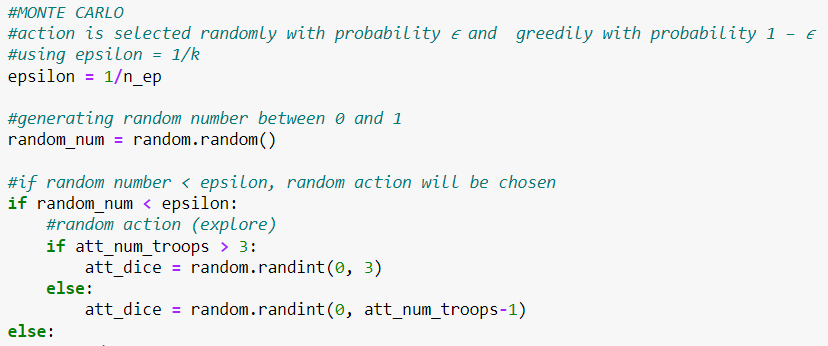 #MONTE CARLO
#action is selected randomly with probability ϵ and  greedily with probability 1 – ϵ
#using epsilon = 1/k
epsilon = 1/n_ep
#generating random number between 0 and 1
random_num = random.random()
#if random number < epsilon, random action will be chosen
if random_num < epsilon:
    #random action (explore)
    if att_num_troops > 3:
        att_dice = random.randint(0, 3)
    else:
        att_dice = random.randint(0, att_num_troops-1)
else: